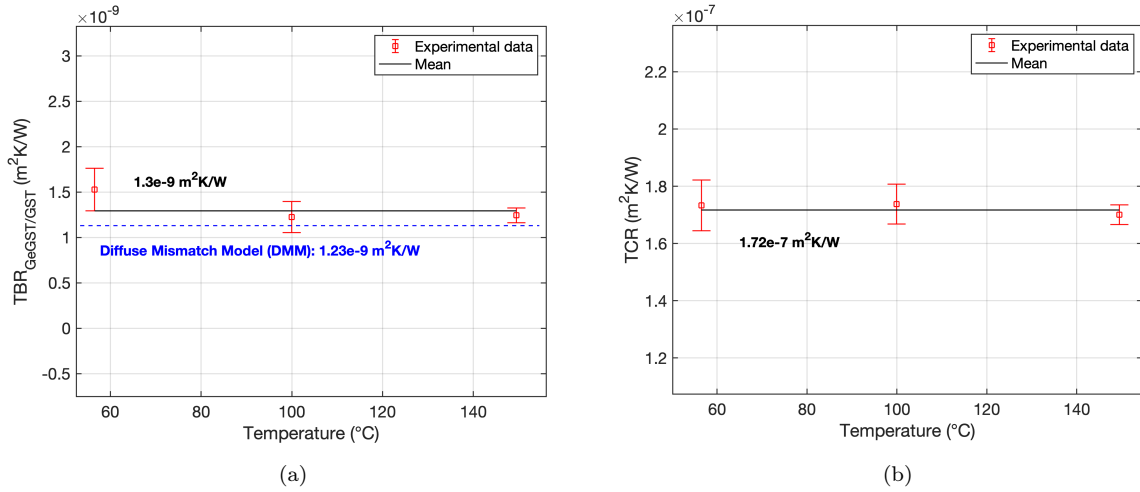 ×10⁻⁹
3
2.5
2
1.5
1
0.5
0
-0.5
TBR_GeGST/GST (m²K/W)
Experimental data
Mean
1.3e-9 m²K/W
Diffuse Mismatch Model (DMM): 1.23e-9 m²K/W
60 80 100 120 140
Temperature (°C)
(a)
×10⁻⁷
2.2
2
1.8
1.6
1.4
1.2
TCR (m²K/W)
Experimental data
Mean
1.72e-7 m²K/W
60 80 100 120 140
Temperature (°C)
(b)